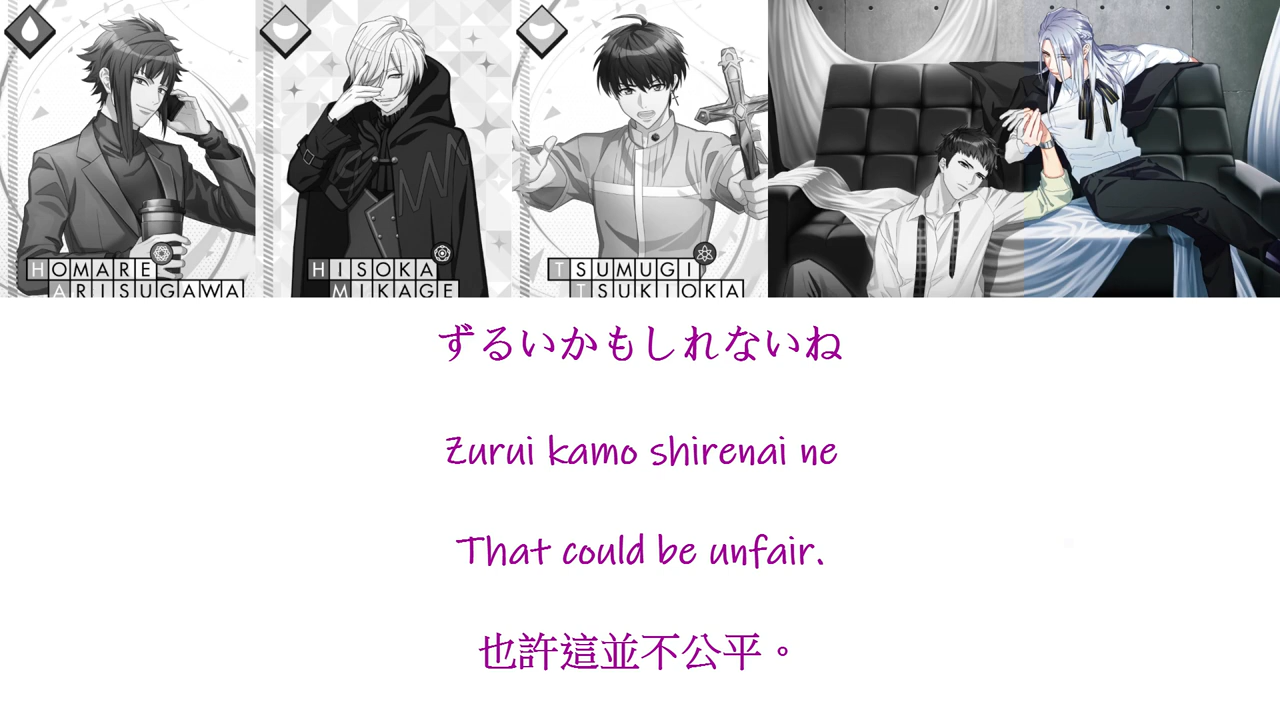 HOMARE
ARISUGAWA
HISOKA
MIKAGE
TSUMUGI
TSUKIOKA
ずるいかもしれないね
Zurui kamo shirenai ne
That could be unfair.
也許這並不公平。